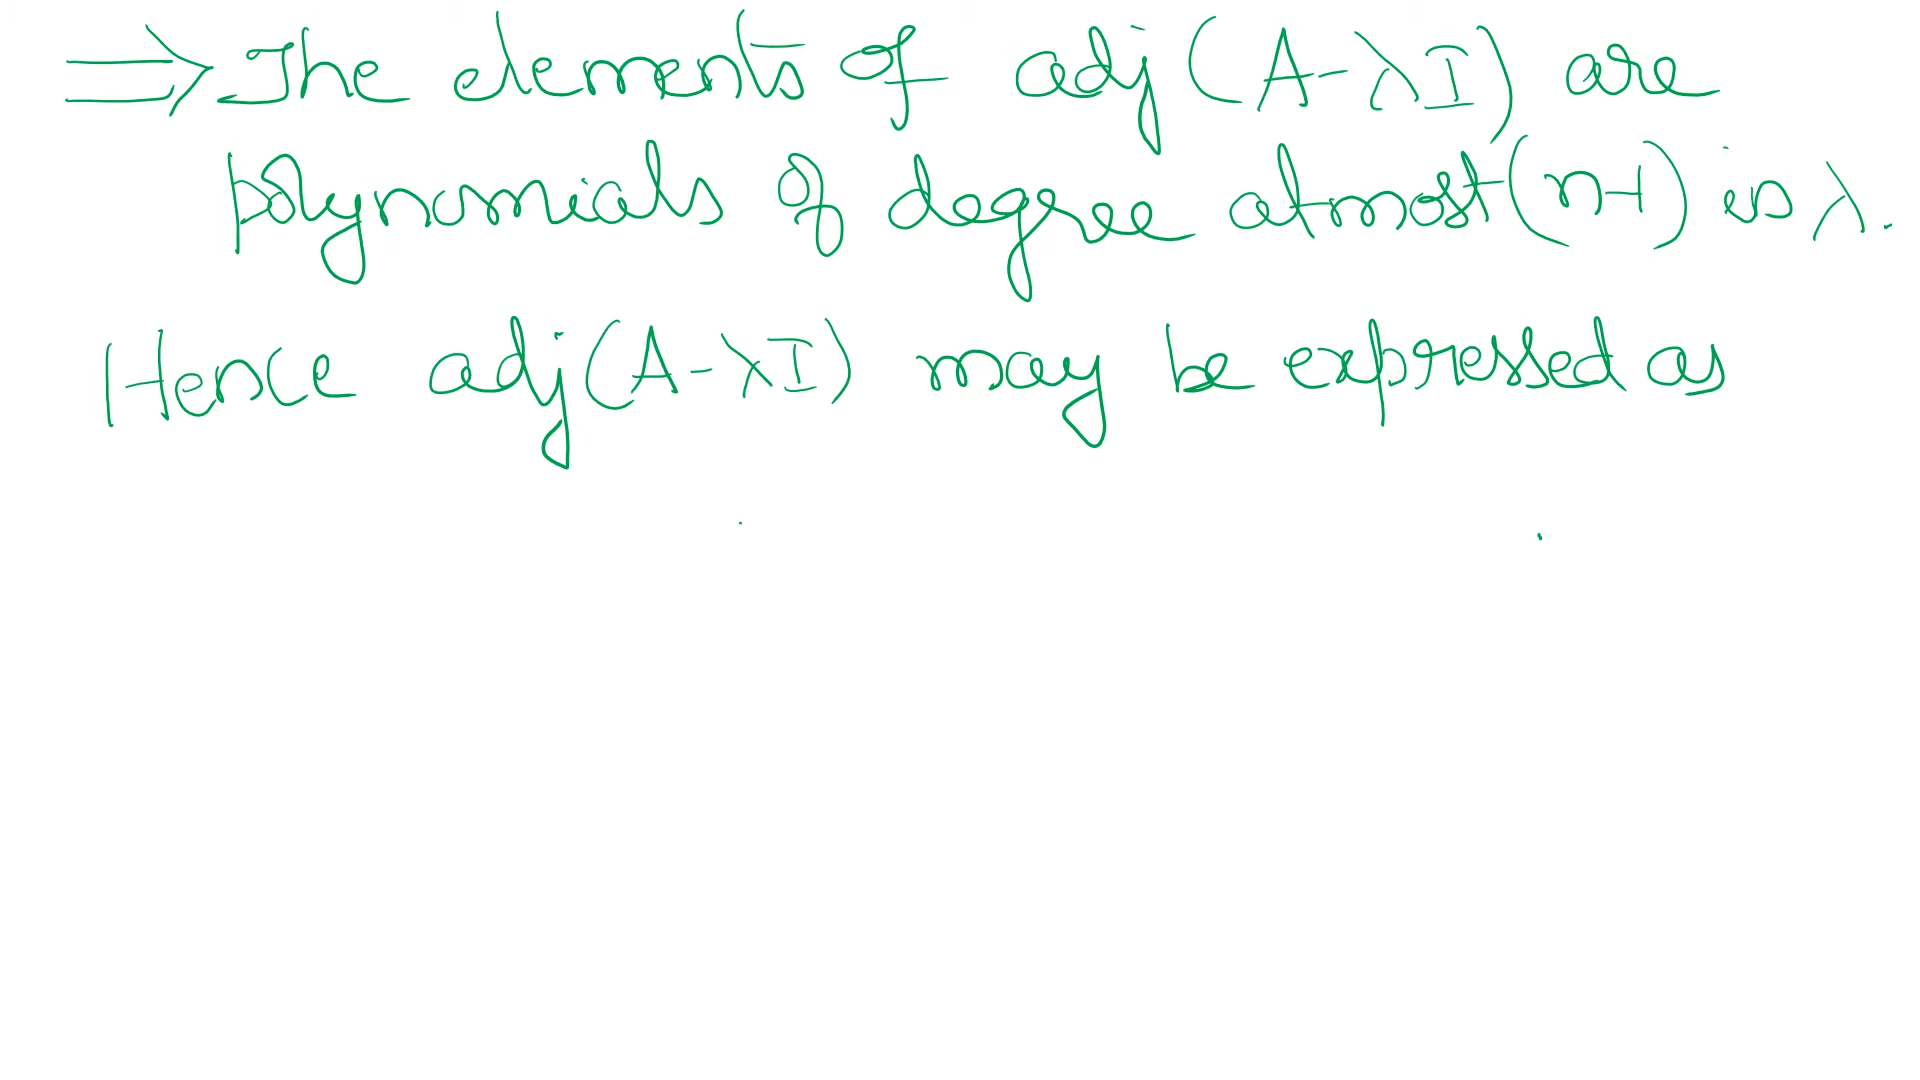 ⇒ The elements of adj(A-λI) are
polynomials of degree atmost (n-1) in λ.
Hence adj(A-λI) may be expressed as